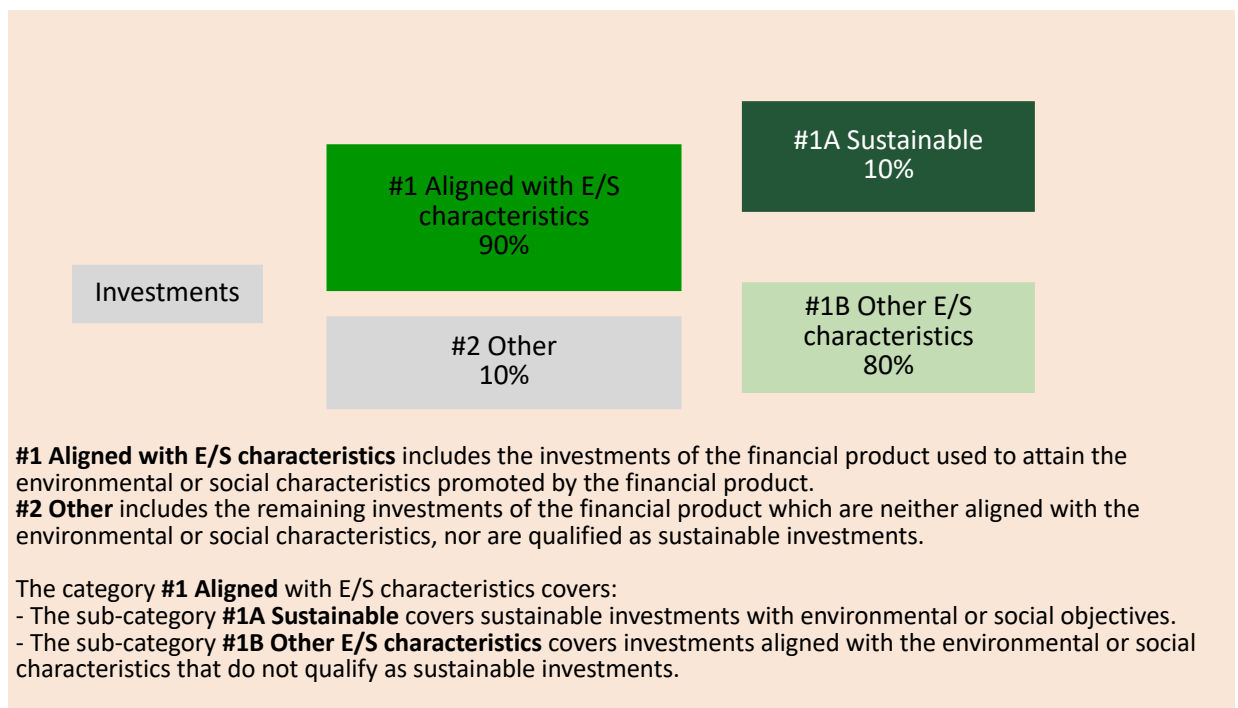 Investments
#1 Aligned with E/S
characteristics
90%
#2 Other
10%
#1A Sustainable
10%
#1B Other E/S
characteristics
80%
#1 Aligned with E/S characteristics includes the investments of the financial product used to attain the
environmental or social characteristics promoted by the financial product.
#2 Other includes the remaining investments of the financial product which are neither aligned with the
environmental or social characteristics, nor are qualified as sustainable investments.
The category #1 Aligned with E/S characteristics covers:
- The sub-category #1A Sustainable covers sustainable investments with environmental or social objectives.
- The sub-category #1B Other E/S characteristics covers investments aligned with the environmental or social
characteristics that do not qualify as sustainable investments.